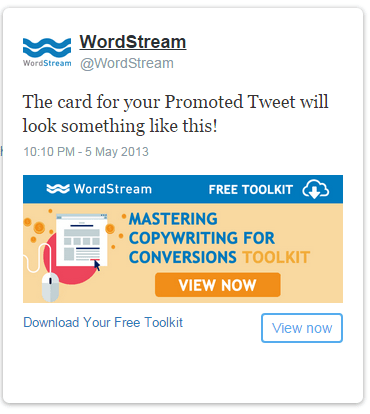 WordStream
WordStream
@WordStream
The card for your Promoted Tweet will
look something like this!
10:10 PM - 5 May 2013
WordStream FREE TOOLKIT
MASTERING
COPYWRITING FOR
CONVERSIONS TOOLKIT
VIEW NOW
Download Your Free Toolkit View now